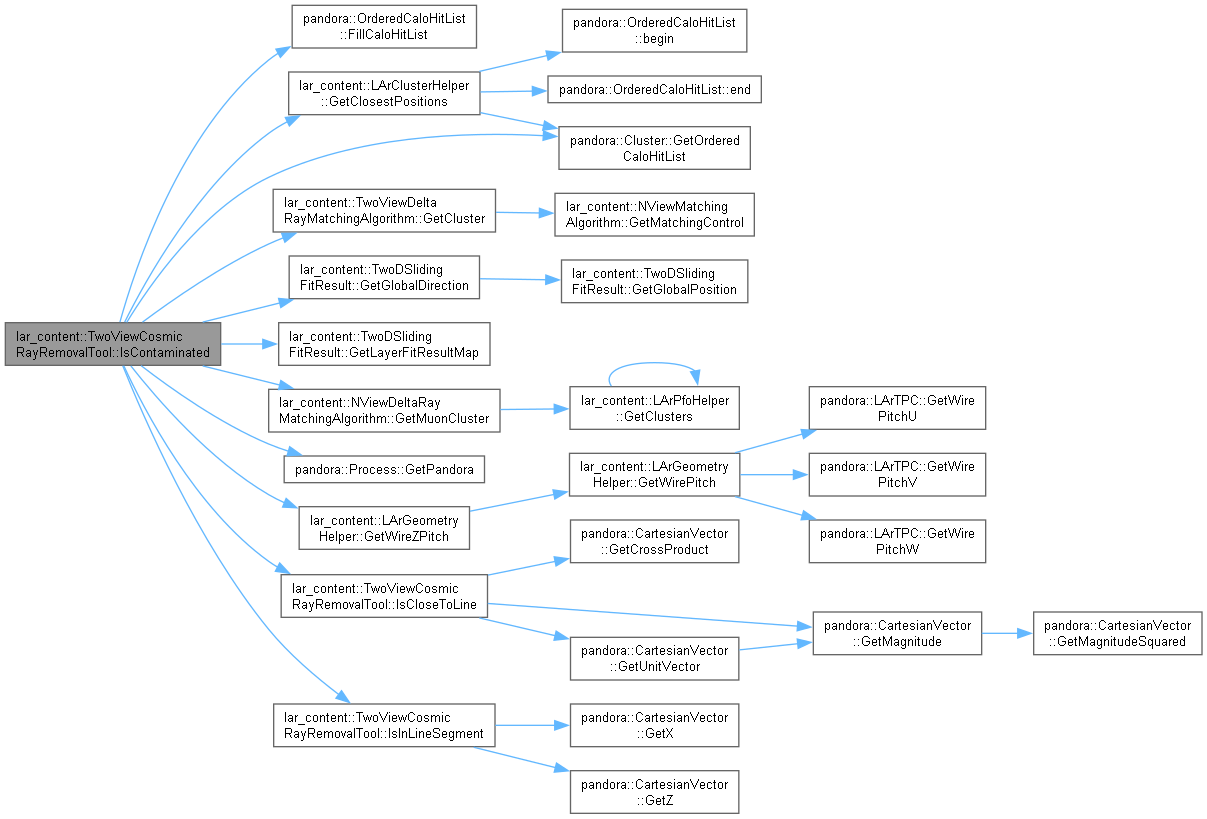 lar_content::TwoViewCosmic
RayRemovalTool::IsContaminated
pandora::OrderedCaloHitList
::FillCaloHitList
lar_content::LArClusterHelper
::GetClosestPositions
pandora::OrderedCaloHitList
::begin
pandora::OrderedCaloHitList::end
pandora::Cluster::GetOrdered
CaloHitList
lar_content::TwoViewDelta
RayMatchingAlgorithm::GetCluster
lar_content::NViewMatching
Algorithm::GetMatchingControl
lar_content::TwoDSliding
FitResult::GetGlobalDirection
lar_content::TwoDSliding
FitResult::GetGlobalPosition
lar_content::TwoDSliding
FitResult::GetLayerFitResultMap
lar_content::NViewDeltaRay
MatchingAlgorithm::GetMuonCluster
lar_content::LArPfoHelper
::GetClusters
pandora::Process::GetPandora
lar_content::LArGeometry
Helper::GetWireZPitch
lar_content::LArGeometry
Helper::GetWirePitch
pandora::LArTPC::GetWire
PitchU
pandora::LArTPC::GetWire
PitchV
pandora::LArTPC::GetWire
PitchW
lar_content::TwoViewCosmic
RayRemovalTool::IsCloseToLine
pandora::CartesianVector
::GetCrossProduct
pandora::CartesianVector
::GetUnitVector
pandora::CartesianVector
::GetMagnitude
pandora::CartesianVector
::GetMagnitudeSquared
lar_content::TwoViewCosmic
RayRemovalTool::IsInLineSegment
pandora::CartesianVector
::GetX
pandora::CartesianVector
::GetZ